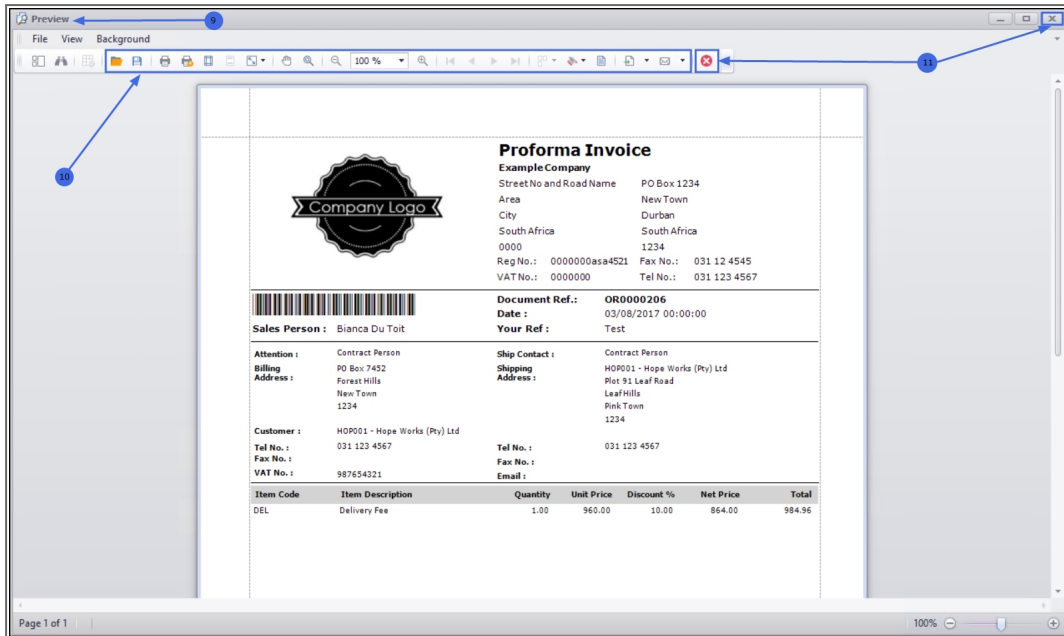 Preview
9
File View Background
100 %
11
10
Company Logo
Proforma Invoice
Example Company
Street No and Road Name PO Box 1234
Area New Town
City Durban
South Africa South Africa
0000 1234
Reg No.: 0000000asa4521 Fax No.: 031 12 4545
VAT No.: 0000000 Tel No.: 031 123 4567
Document Ref.: OR0000206
Date : 03/08/2017 00:00:00
Sales Person : Bianca Du Toit Your Ref : Test
Attention : Contract Person Ship Contact : Contract Person
Billing Address : PO Box 7452 Shipping Address : HOP001 - Hope Works (Pty) Ltd
Forest Hills Plot 91 Leaf Road
New Town Leaf Hills
1234 Pink Town
1234
Customer : HOP001 - Hope Works (Pty) Ltd
Tel No. : 031 123 4567 Tel No. : 031 123 4567
Fax No. : Fax No. :
VAT No. : 987654321 Email :
Item Code Item Description Quantity Unit Price Discount % Net Price Total
DEL Delivery Fee 1.00 960.00 10.00 864.00 984.96
Page 1 of 1 100%